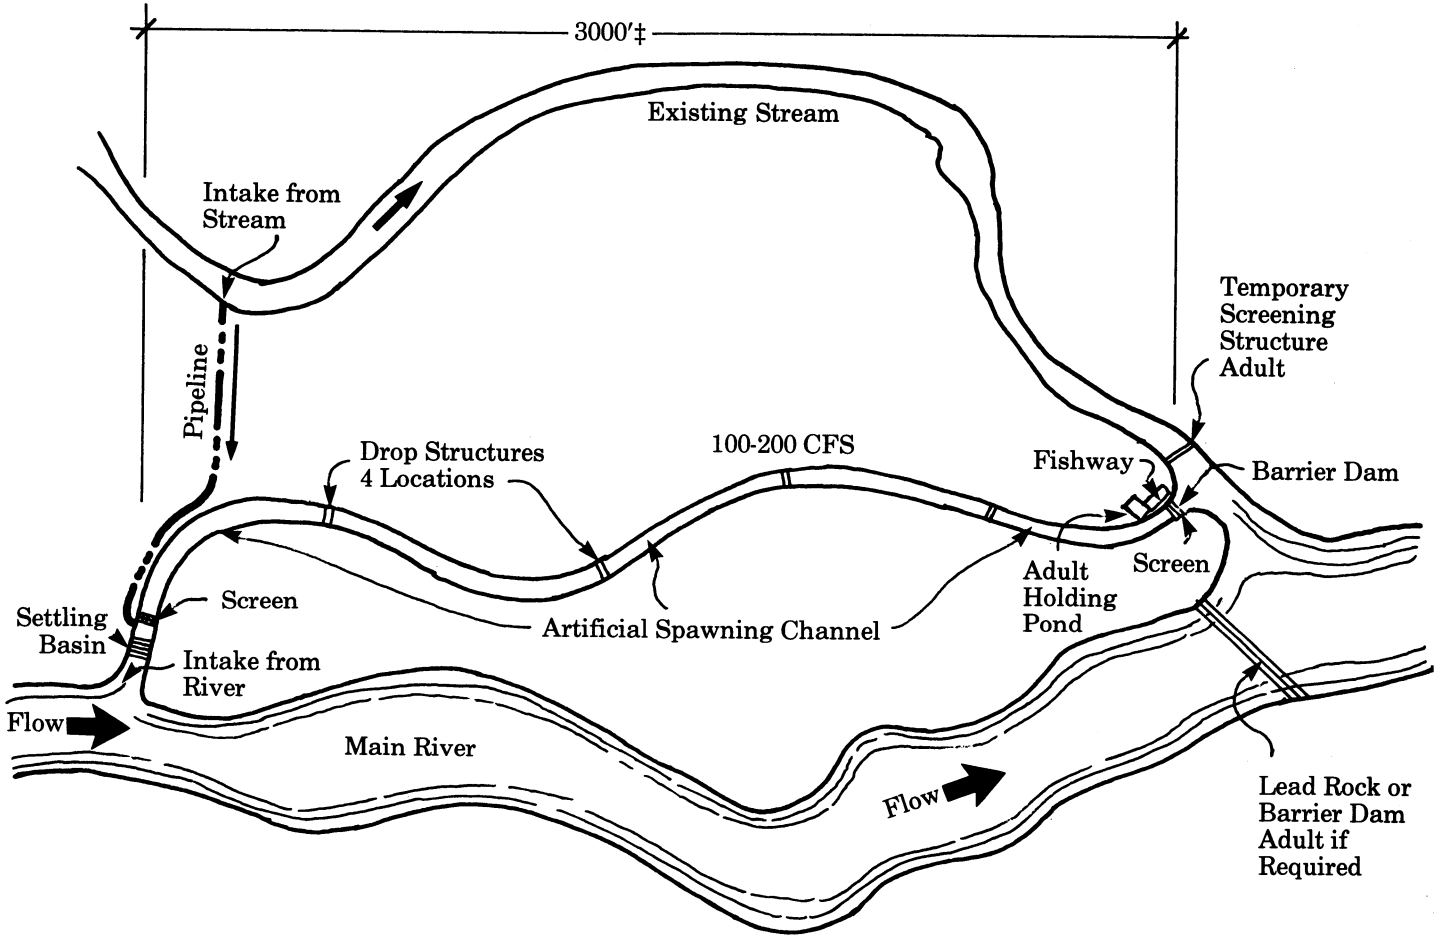 3000'‡
Existing Stream
Intake from
Stream
Pipeline
Temporary
Screening
Structure
Adult
Drop Structures
4 Locations
100-200 CFS
Fishway
Barrier Dam
Screen
Adult
Holding
Pond
Screen
Settling
Basin
Artificial Spawning Channel
Intake from
River
Flow
Main River
Flow
Lead Rock or
Barrier Dam
Adult if
Required